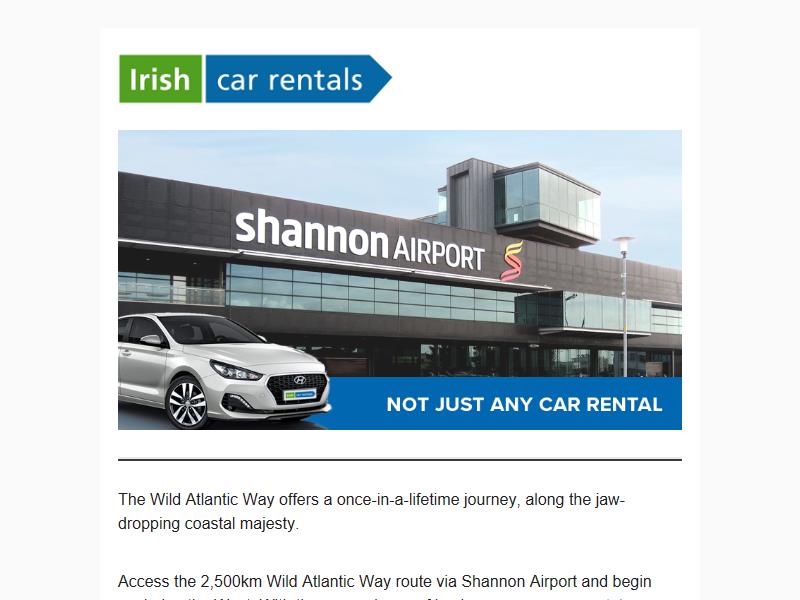 Irish car rentals
shannon AIRPORT
NOT JUST ANY CAR RENTAL
The Wild Atlantic Way offers a once-in-a-lifetime journey, along the jaw-
dropping coastal majesty.
Access the 2,500km Wild Atlantic Way route via Shannon Airport and begin